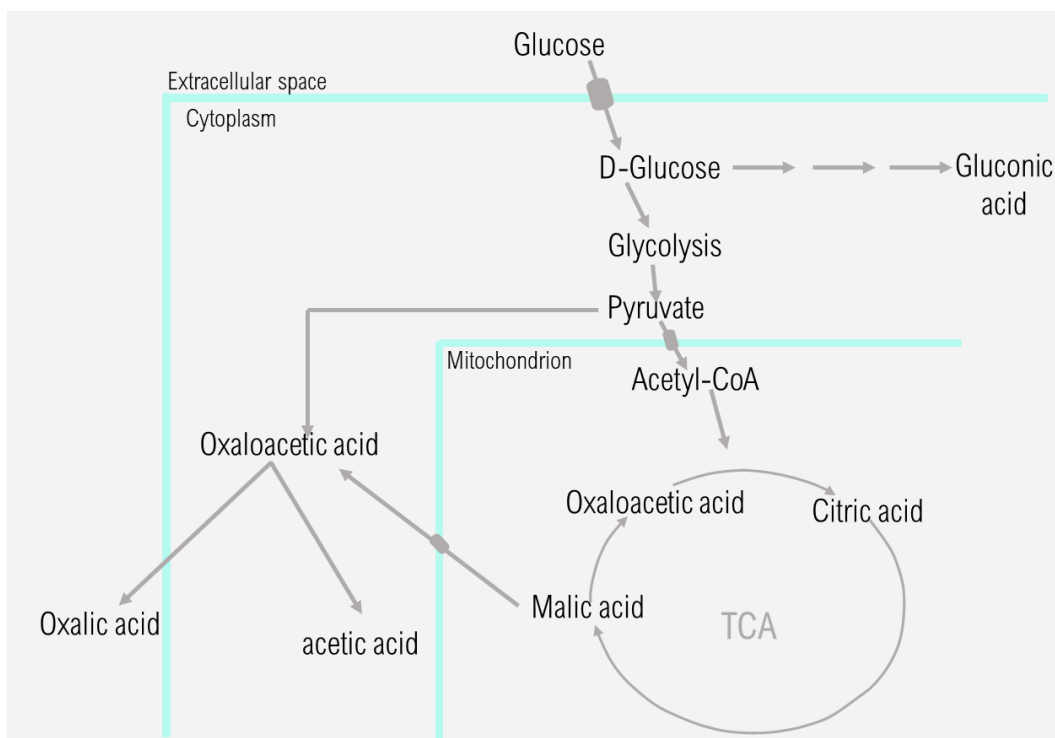 Glucose
Extracellular space
Cytoplasm
D-Glucose
Gluconic
acid
Glycolysis
Pyruvate
Mitochondrion
Acetyl-CoA
Oxaloacetic acid
Oxaloacetic acid
Citric acid
Malic acid
TCA
Oxalic acid
acetic acid